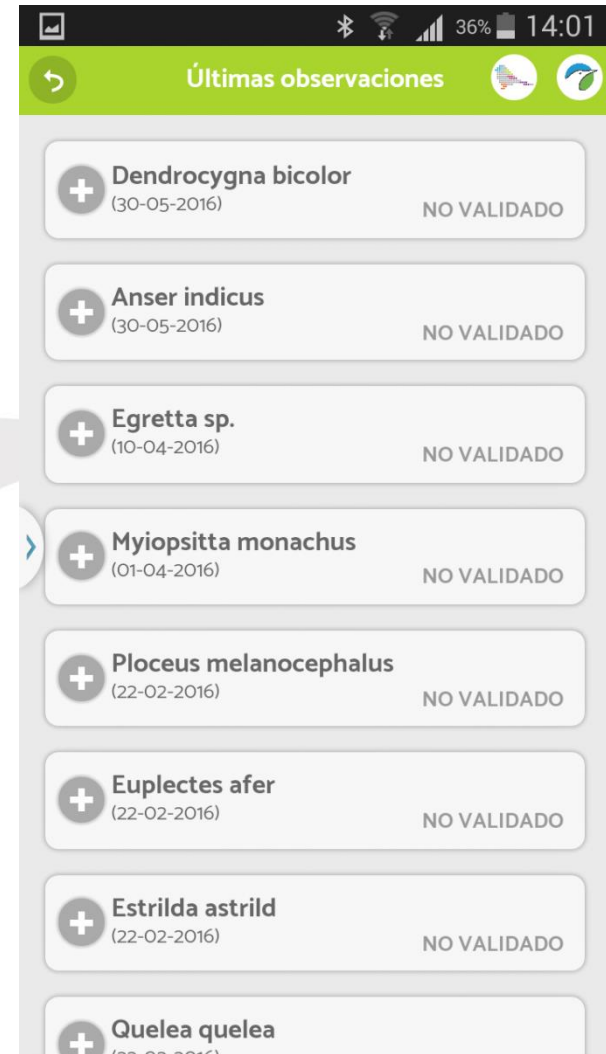 36% 14:01
Últimas observaciones
Dendrocygna bicolor
(30-05-2016)
NO VALIDADO
Anser indicus
(30-05-2016)
NO VALIDADO
Egretta sp.
(10-04-2016)
NO VALIDADO
Myiopsitta monachus
(01-04-2016)
NO VALIDADO
Ploceus melanocephalus
(22-02-2016)
NO VALIDADO
Euplectes afer
(22-02-2016)
NO VALIDADO
Estrilda astrild
(22-02-2016)
NO VALIDADO
Quelea quelea